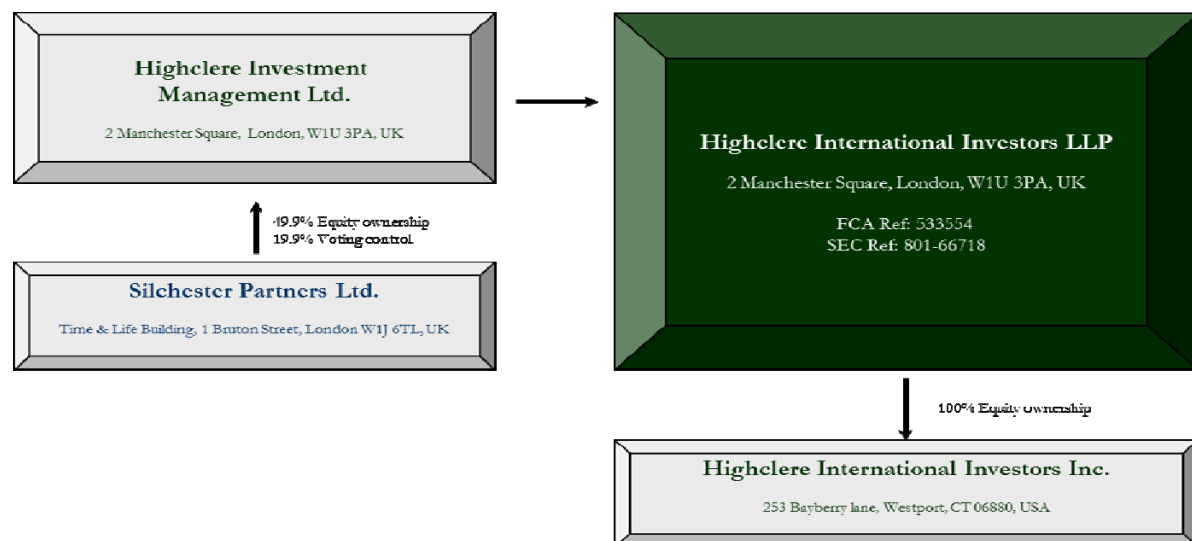 Highclere Investment
Management Ltd.
2 Manchester Square, London, W1U 3PA, UK
49.9% Equity ownership
19.9% Voting control
Silchester Partners Ltd.
Time & Life Building, 1 Bruton Street, London W1J 6TL, UK
Highclere International Investors LLP
2 Manchester Square, London, W1U 3PA, UK
FCA Ref: 533554
SEC Ref: 801-66718
100% Equity ownership
Highclere International Investors Inc.
253 Bayberry lane, Westport, CT 06880, USA